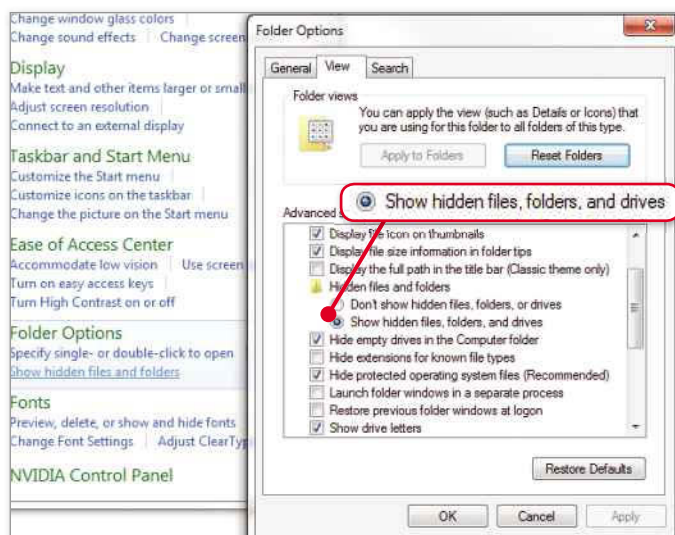 Change window glass colors
Change sound effects Change screen
Display
Make text and other items larger or small
Adjust screen resolution
Connect to an external display
Taskbar and Start Menu
Customize the Start menu
Customize icons on the taskbar
Change the picture on the Start menu
Ease of Access Center
Accommodate low vision Use screen
Turn on easy access keys
Turn High Contrast on or off
Folder Options
Specify single- or double-click to open
Show hidden files and folders
Fonts
Preview, delete, or show and hide fonts
Change Font Settings Adjust ClearTyp
NVIDIA Control Panel
Folder Options
General View Search
Folder views
You can apply the view (such as Details or Icons) that
you are using for this folder to all folders of this type.
Apply to Folders Reset Folders
Show hidden files, folders, and drives
Advanced s
Display file icon on thumbnails
Display file size information in folder tips
Display the full path in the title bar (Classic theme only)
Hidden files and folders
Don't show hidden files, folders, or drives
Show hidden files, folders, and drives
Hide empty drives in the Computer folder
Hide extensions for known file types
Hide protected operating system files (Recommended)
Launch folder windows in a separate process
Restore previous folder windows at logon
Show drive letters
Restore Defaults
OK Cancel Apply